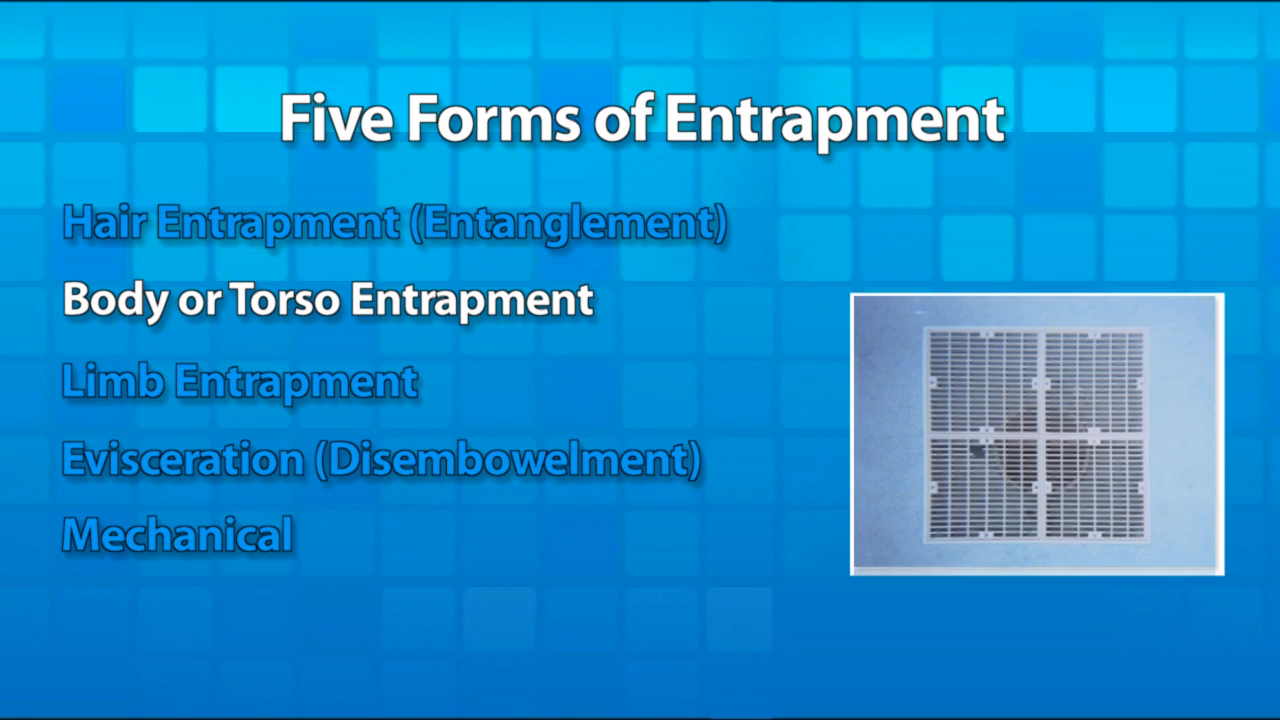 Five Forms of Entrapment
Hair Entrapment (Entanglement)
Body or Torso Entrapment
Limb Entrapment
Evisceration (Disembowelment)
Mechanical